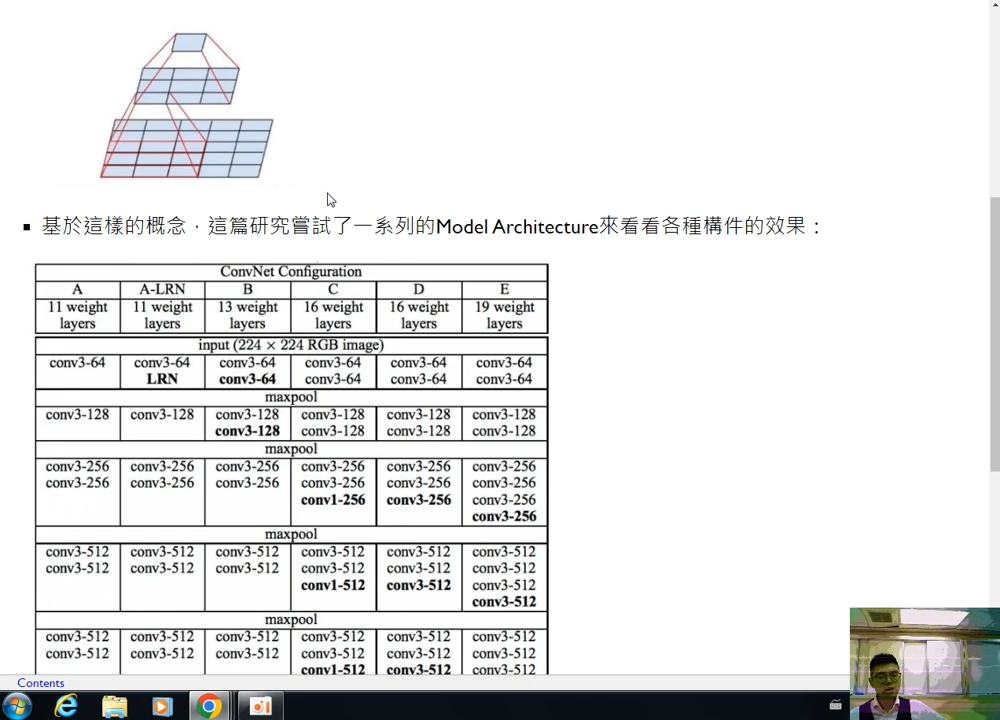 基於這樣的概念，這篇研究嘗試了一系列的Model Architecture來看看各種構件的效果：
ConvNet Configuration
A A-LRN B C D E
11 weight layers 11 weight layers 13 weight layers 16 weight layers 16 weight layers 19 weight layers
input (224 × 224 RGB image)
conv3-64 conv3-64 conv3-64 conv3-64 conv3-64 conv3-64
LRN conv3-64 conv3-64 conv3-64 conv3-64
maxpool
conv3-128 conv3-128 conv3-128 conv3-128 conv3-128 conv3-128
conv3-128 conv3-128 conv3-128 conv3-128
maxpool
conv3-256 conv3-256 conv3-256 conv3-256 conv3-256 conv3-256
conv3-256 conv3-256 conv3-256 conv3-256 conv3-256 conv3-256
conv1-256 conv3-256 conv3-256
conv3-256
maxpool
conv3-512 conv3-512 conv3-512 conv3-512 conv3-512 conv3-512
conv3-512 conv3-512 conv3-512 conv3-512 conv3-512 conv3-512
conv1-512 conv3-512 conv3-512
conv3-512
maxpool
conv3-512 conv3-512 conv3-512 conv3-512 conv3-512 conv3-512
conv3-512 conv3-512 conv3-512 conv3-512 conv3-512 conv3-512
conv1-512 conv3-512 conv3-512
Contents